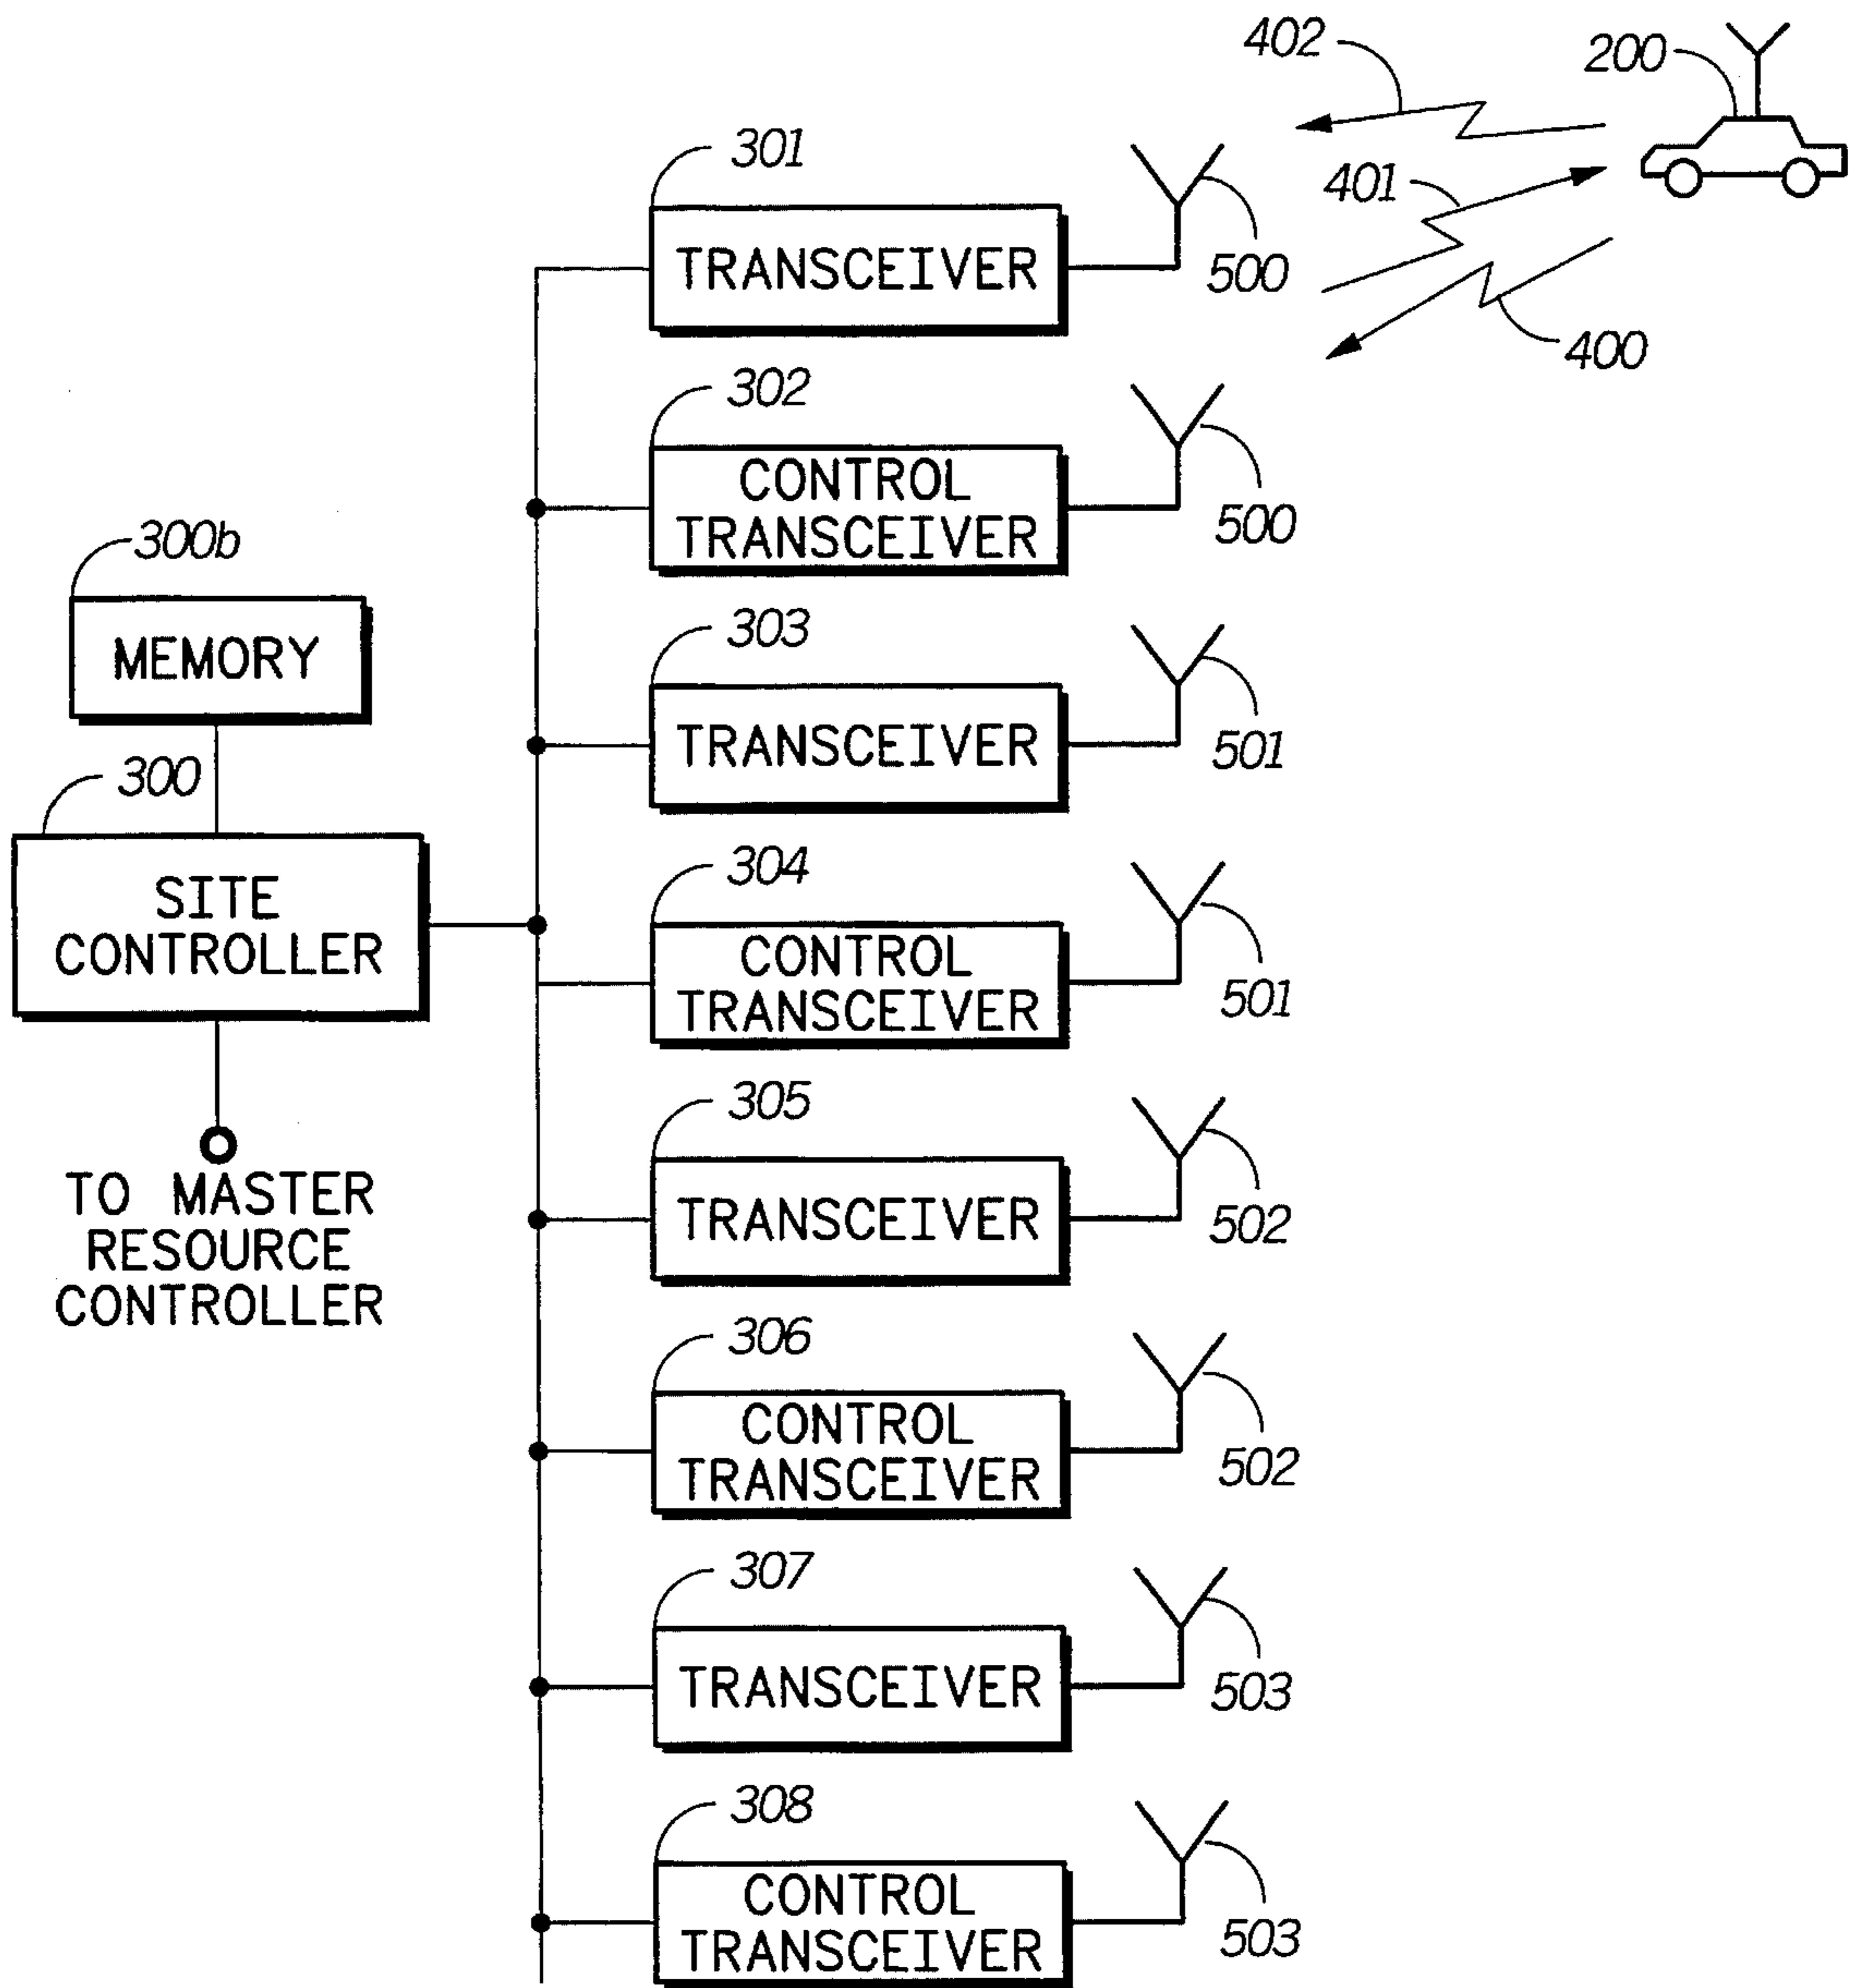 402
200
301
401
TRANSCEIVER
500
400
302
CONTROL
TRANSCEIVER
500
300b
MEMORY
303
TRANSCEIVER
501
300
SITE
CONTROLLER
304
CONTROL
TRANSCEIVER
501
TO MASTER
RESOURCE
CONTROLLER
305
TRANSCEIVER
502
306
CONTROL
TRANSCEIVER
502
307
TRANSCEIVER
503
308
CONTROL
TRANSCEIVER
503